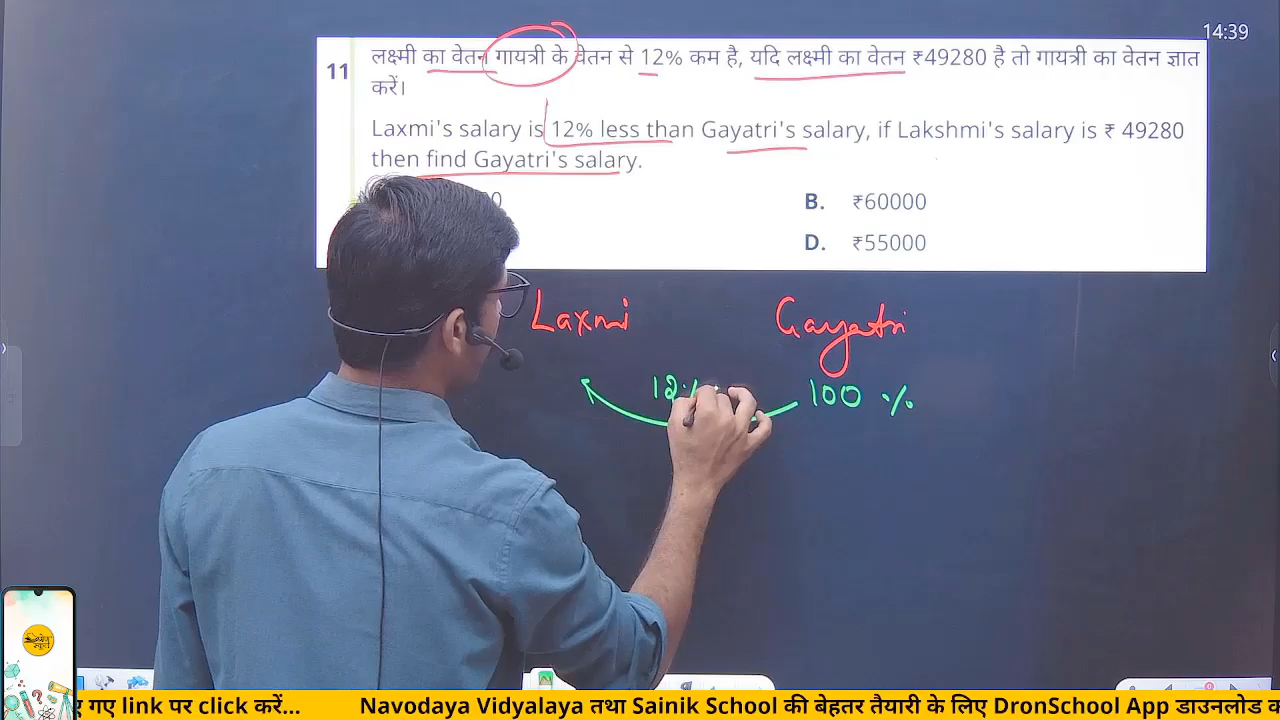 14:39
11
लक्ष्मी का वेतन गायत्री के वेतन से 12% कम है, यदि लक्ष्मी का वेतन ₹49280 है तो गायत्री का वेतन ज्ञात
करें।
Laxmi's salary is 12% less than Gayatri's salary, if Lakshmi's salary is ₹ 49280
then find Gayatri's salary.
B. ₹60000
D. ₹55000
Laxmi Gayatri
12% 100 %
गए link पर click करें... Navodaya Vidyalaya तथा Sainik School की बेहतर तैयारी के लिए DronSchool App डाउनलोड